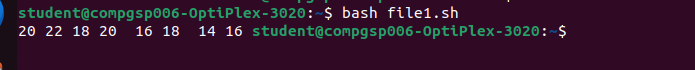 student@compgsp006-OptiPlex-3020:~$ bash file1.sh
20 22 18 20  16 18  14 16 student@compgsp006-OptiPlex-3020:~$